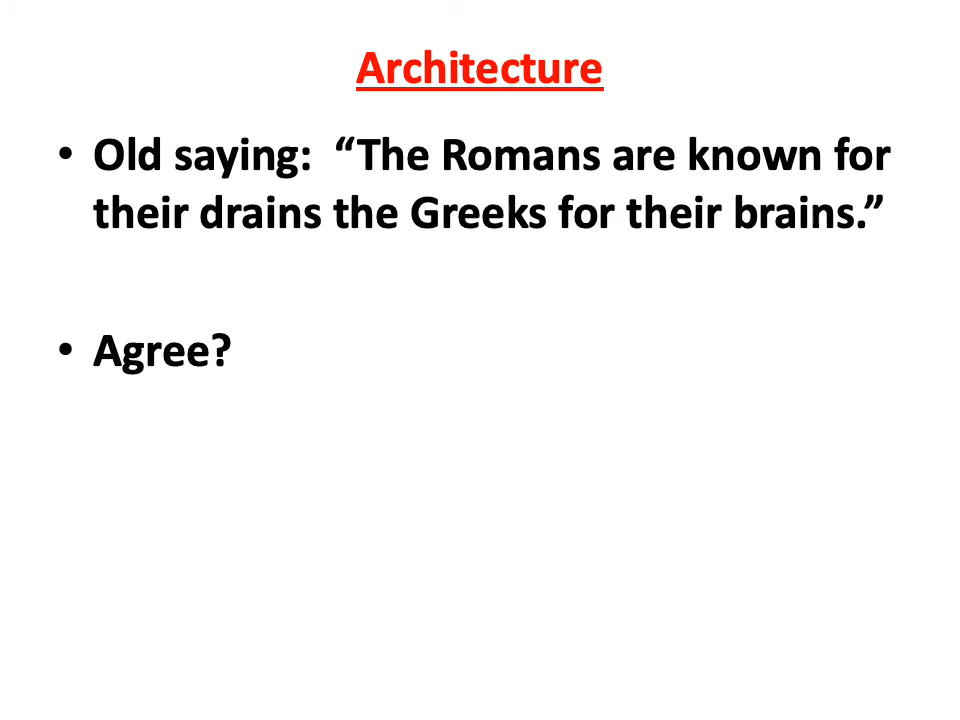 Architecture
• Old saying:  “The Romans are known for
their drains the Greeks for their brains.”
• Agree?